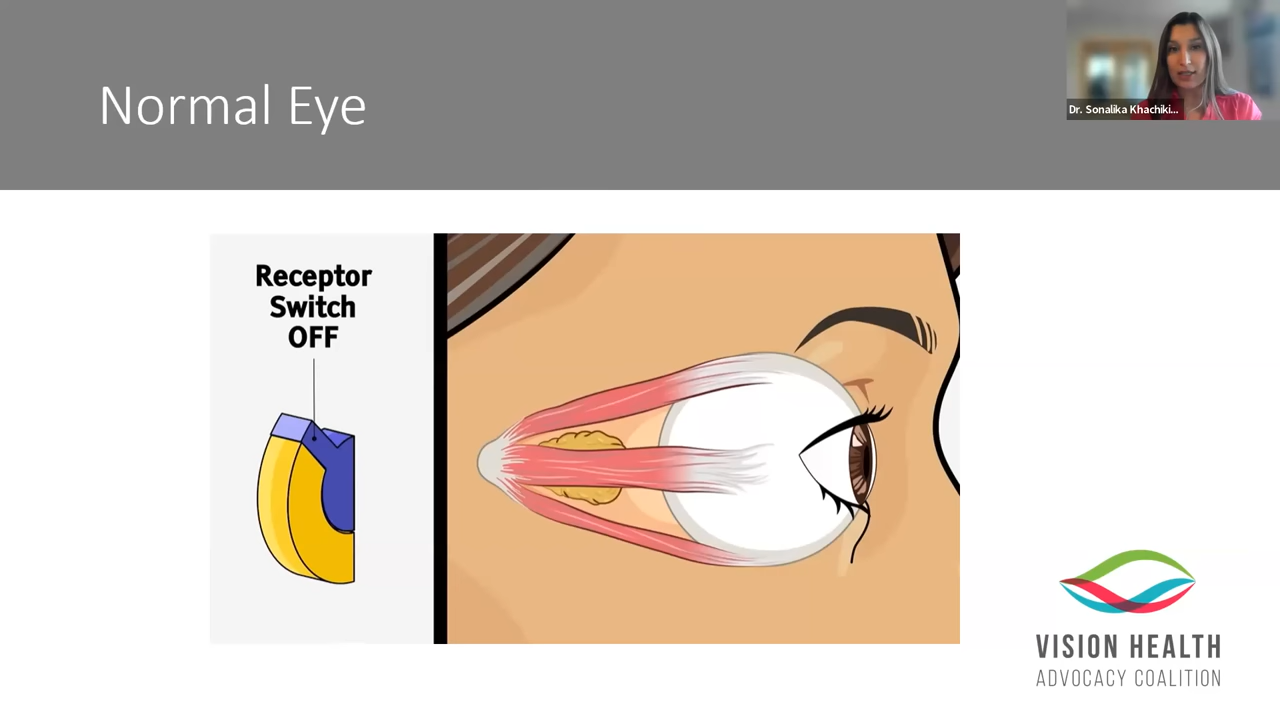 Normal Eye
Dr. Sonalika Khachiki...
Receptor
Switch
OFF
VISION HEALTH
ADVOCACY COALITION